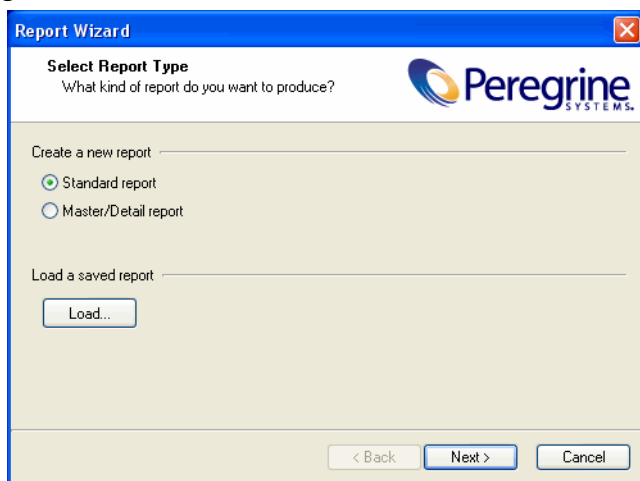 Report Wizard
Select Report Type
What kind of report do you want to produce?
Peregrine
SYSTEMS.
Create a new report
Standard report
Master/Detail report
Load a saved report
Load...
< Back
Next >
Cancel